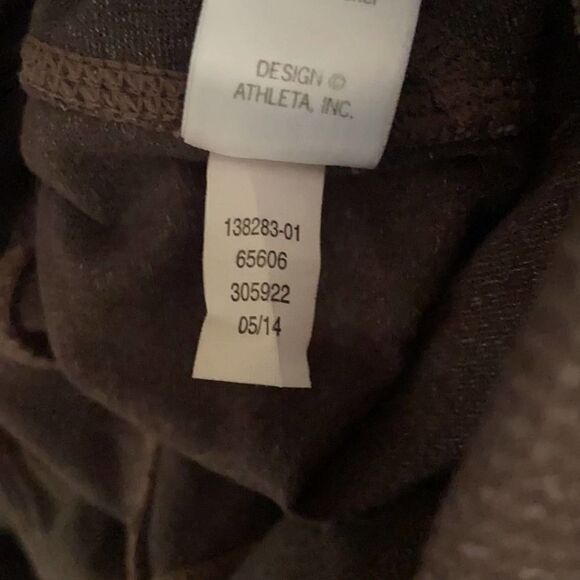 DESIGN ©
ATHLETA, INC.
138283-01
65606
305922
05/14